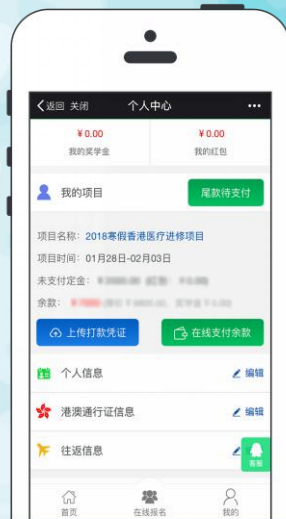 返回 关闭 个人中心
¥0.00 ¥0.00
我的奖学金 我的红包
我的项目 尾款待支付
项目名称: 2018寒假香港医疗进修项目
项目时间: 01月28日-02月03日
未支付定金:
余款:
上传打款凭证 在线支付余款
个人信息 编辑
港澳通行证信息 编辑
往返信息
客服
首页 在线报名 我的